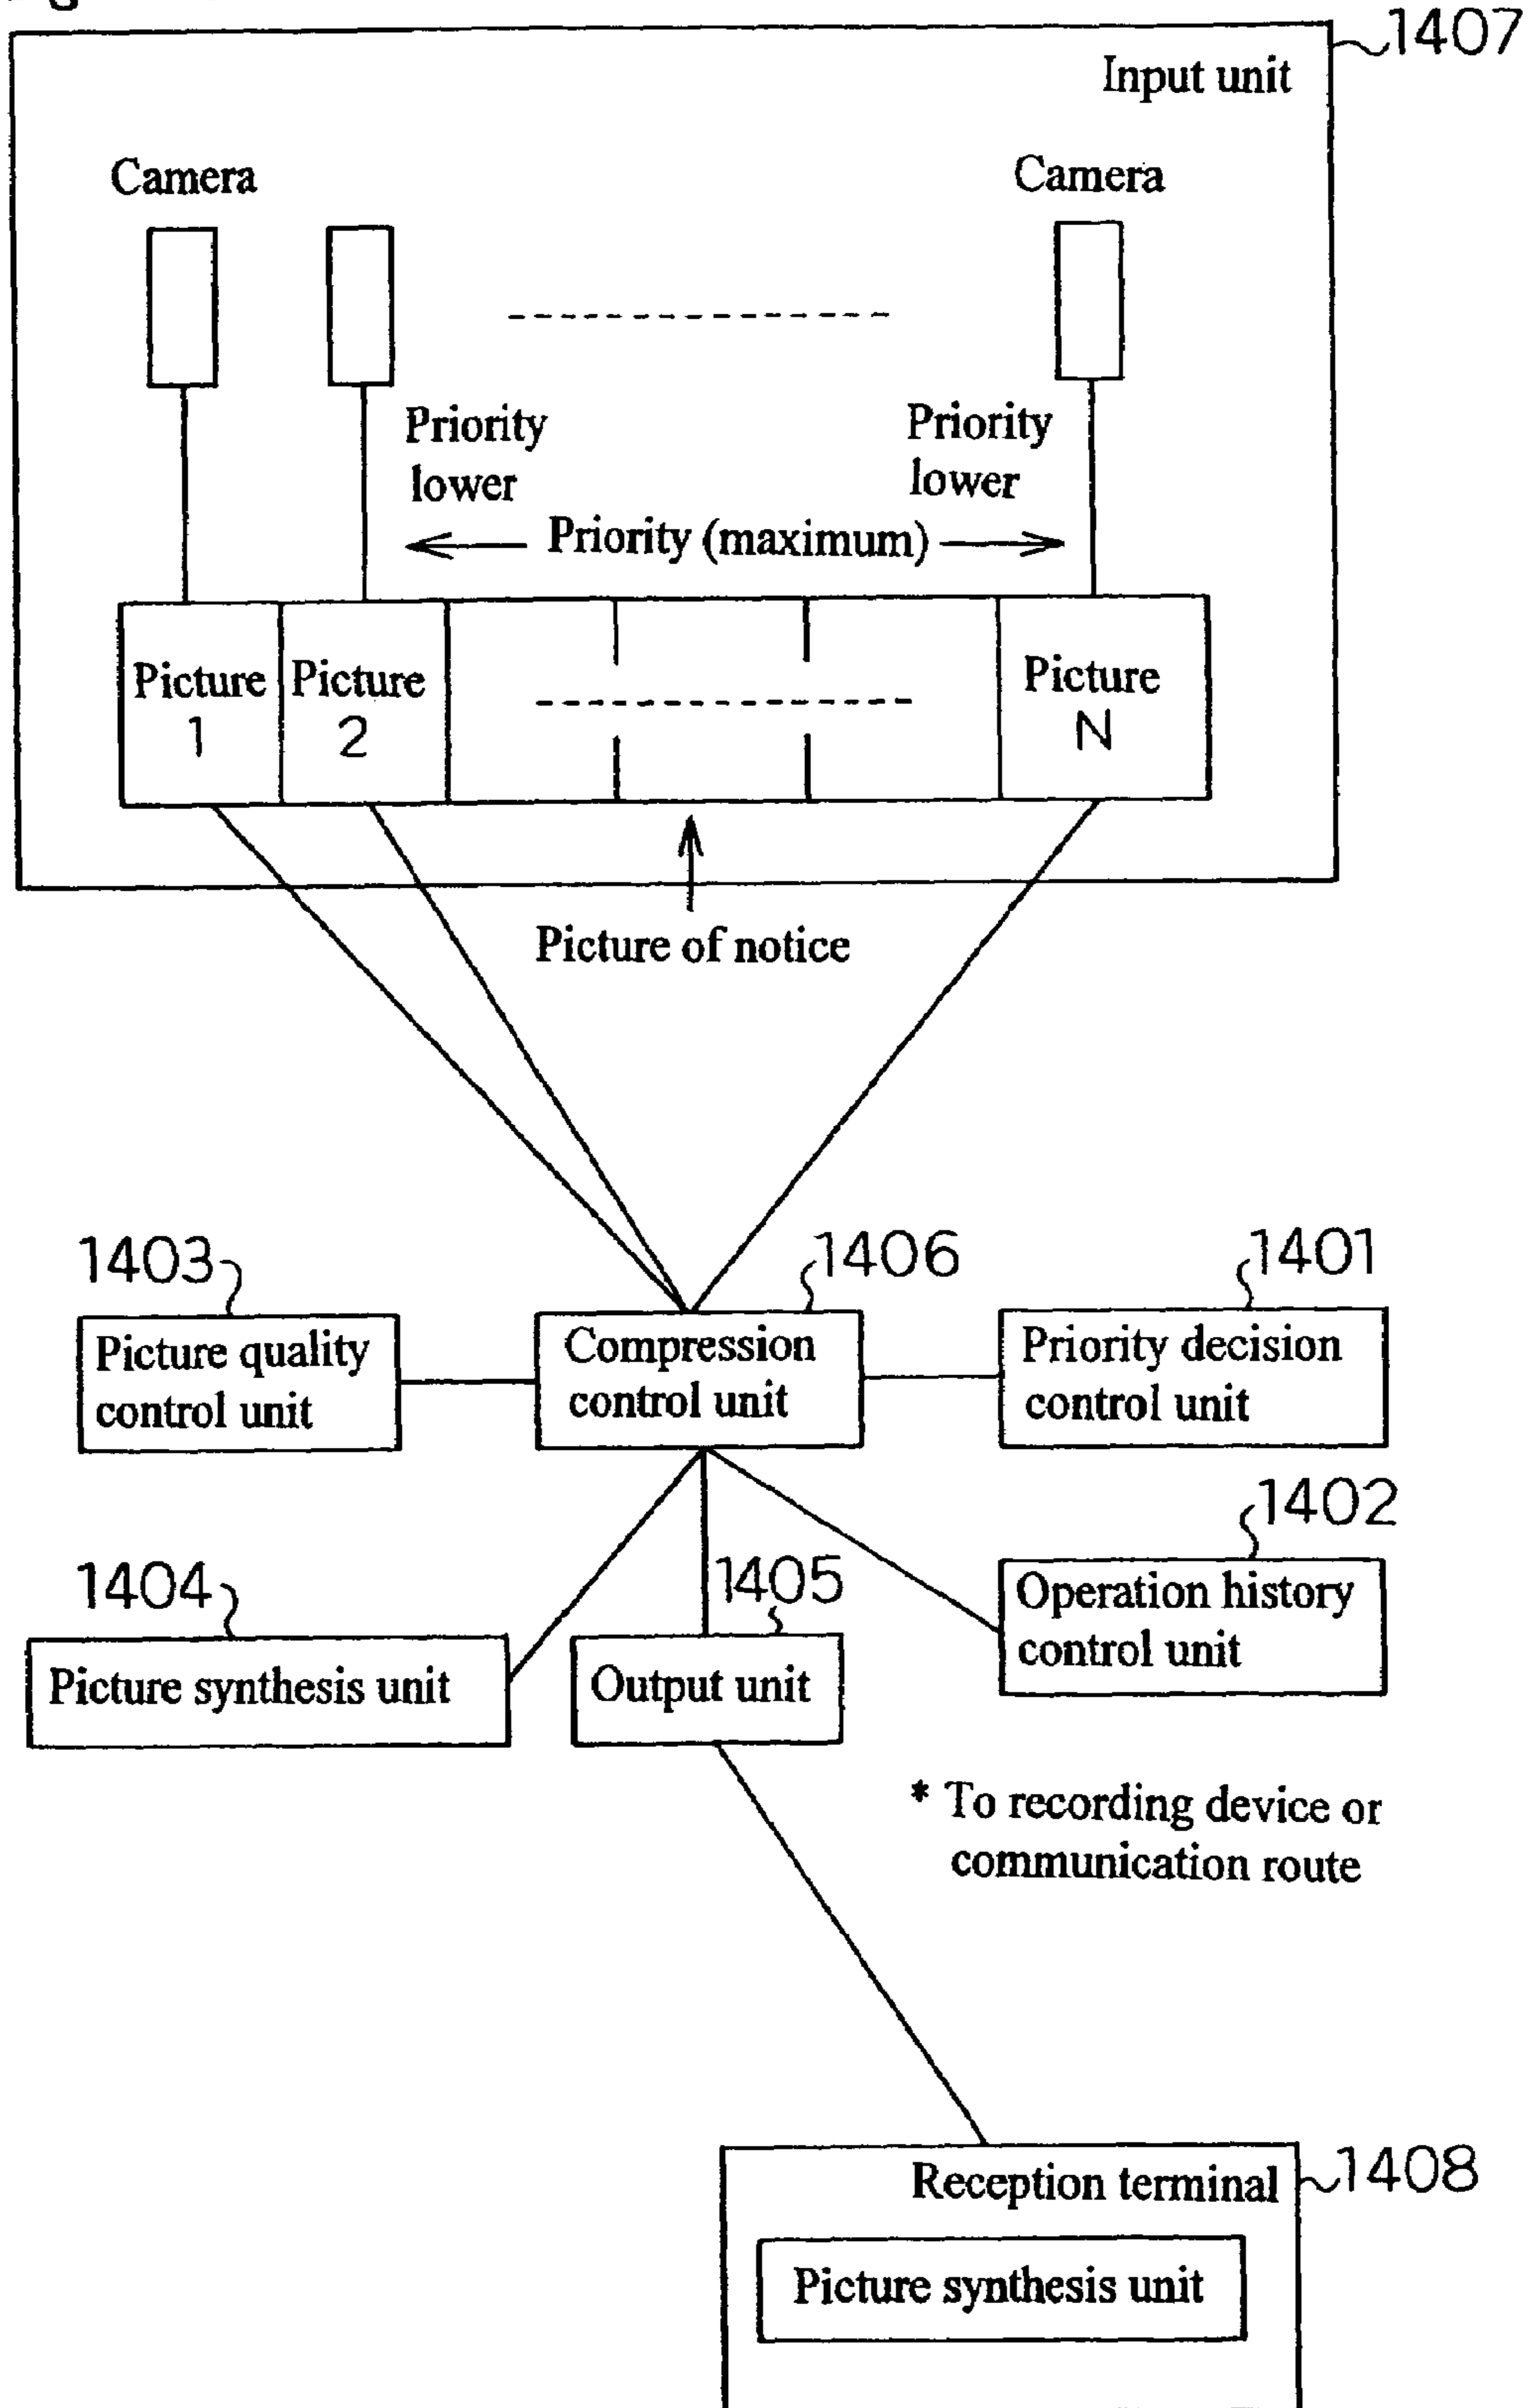 1407
Input unit
Camera
Camera
Priority
lower
Priority
lower
Priority (maximum)
Picture
1
Picture
2
Picture
N
Picture of notice
1403
1406
1401
Picture quality
control unit
Compression
control unit
Priority decision
control unit
1402
1404
1405
Operation history
control unit
Picture synthesis unit
Output unit
* To recording device or
communication route
Reception terminal
1408
Picture synthesis unit